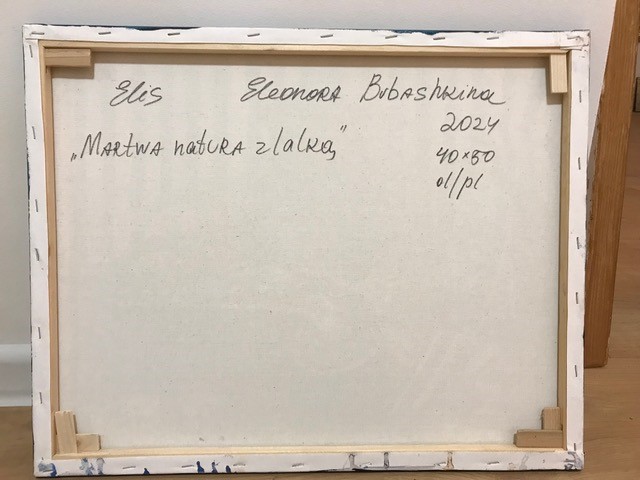 Elis Eleonora Bubashkina
2024
„Martwa natura z lalką”
40×50
ol/pl